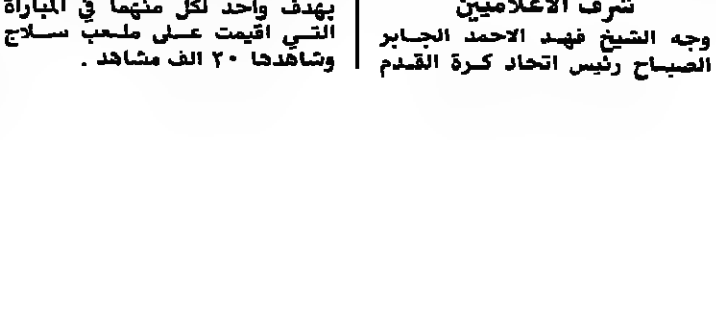 شرف الاعلاميين
وجه الشيخ فهد الاحمد الجابر
الصباح رئيس اتحاد كرة القدم
بهدف واحد لكل منهما في المباراة
التي اقيمت على ملعب سلاج
وشاهدها ٢٠ الف مشاهد .